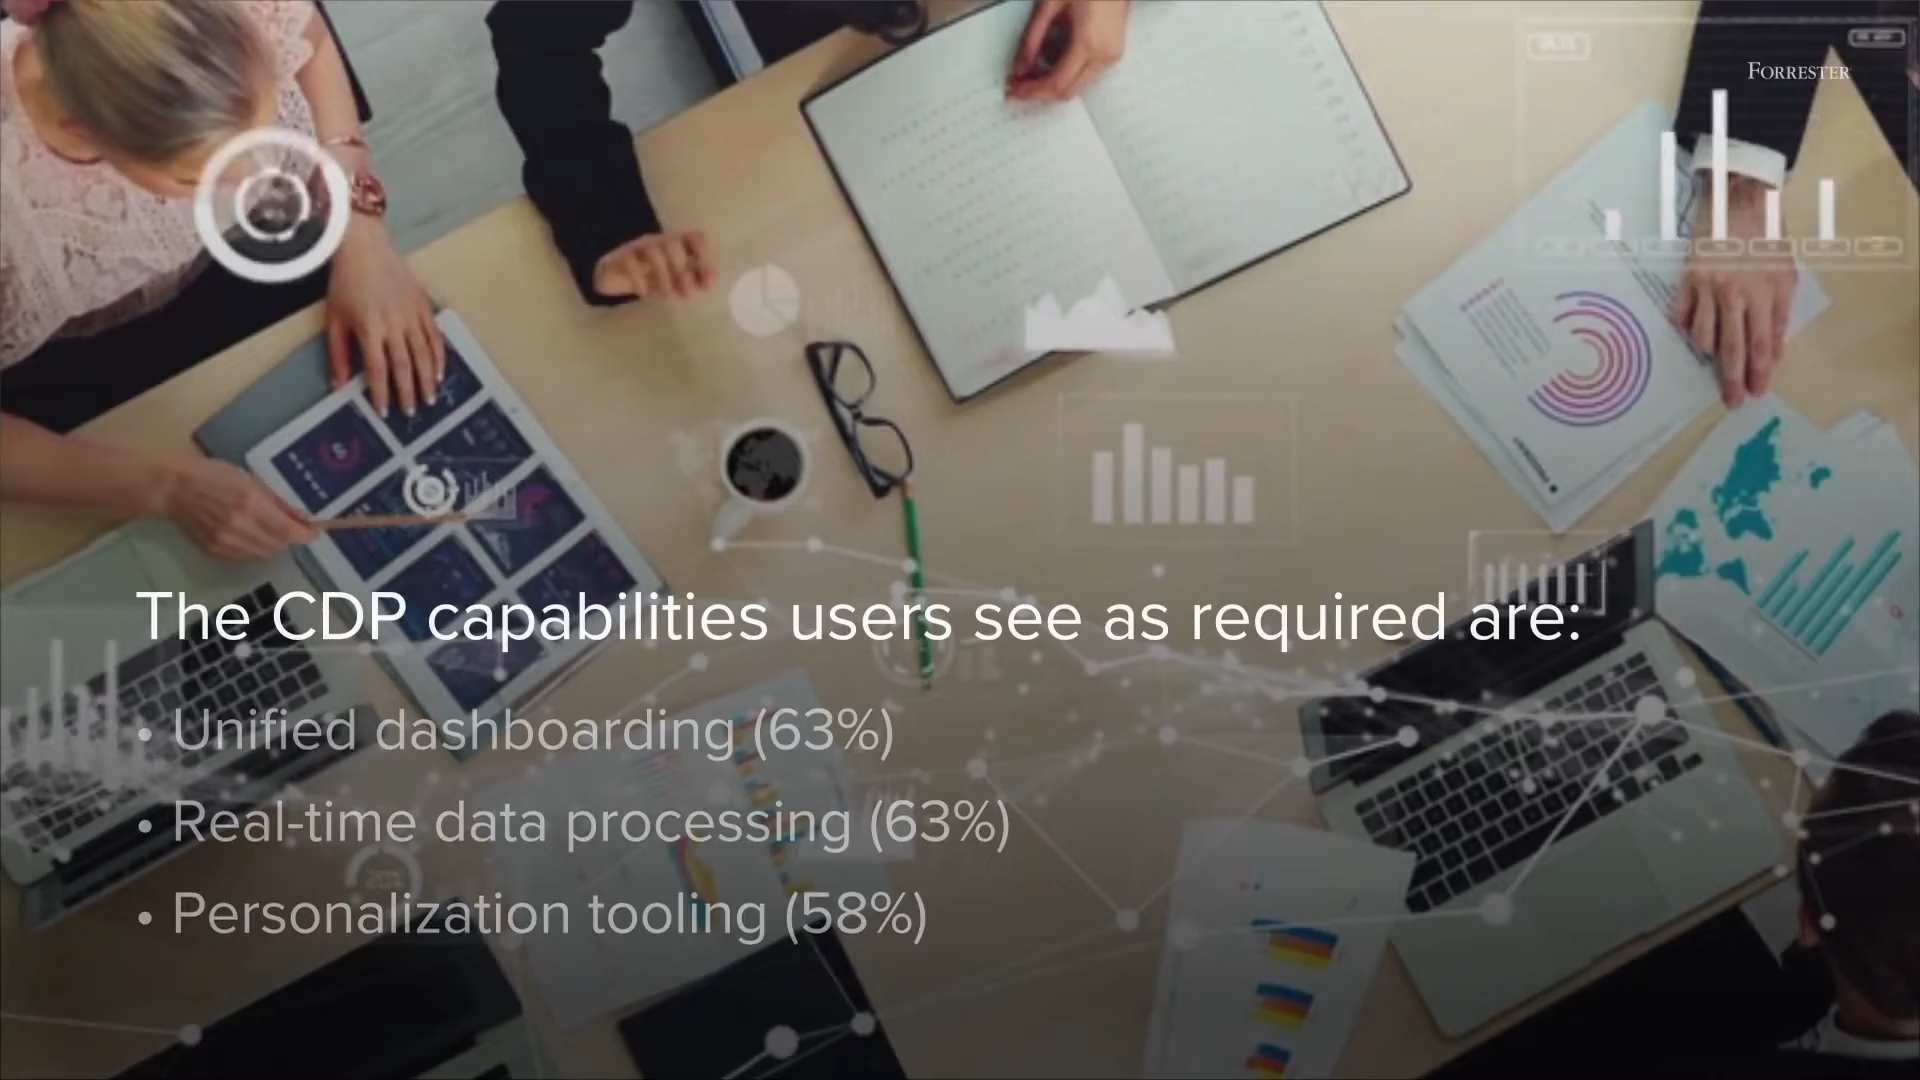 FORRESTER
The CDP capabilities users see as required are:
• Unified dashboarding (63%)
• Real-time data processing (63%)
• Personalization tooling (58%)